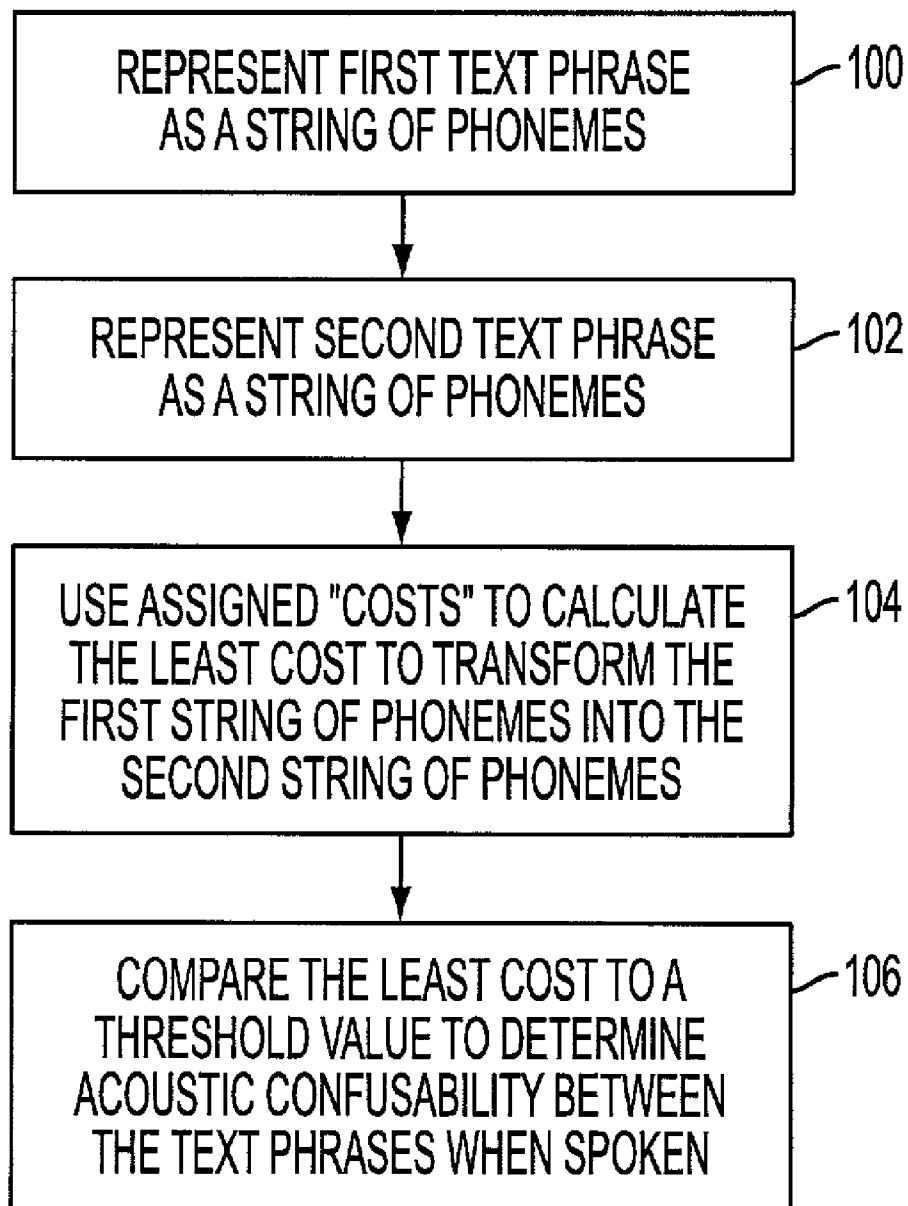 REPRESENT FIRST TEXT PHRASE
AS A STRING OF PHONEMES
100
REPRESENT SECOND TEXT PHRASE
AS A STRING OF PHONEMES
102
USE ASSIGNED "COSTS" TO CALCULATE
THE LEAST COST TO TRANSFORM THE
FIRST STRING OF PHONEMES INTO THE
SECOND STRING OF PHONEMES
104
COMPARE THE LEAST COST TO A
THRESHOLD VALUE TO DETERMINE
ACOUSTIC CONFUSABILITY BETWEEN
THE TEXT PHRASES WHEN SPOKEN
106